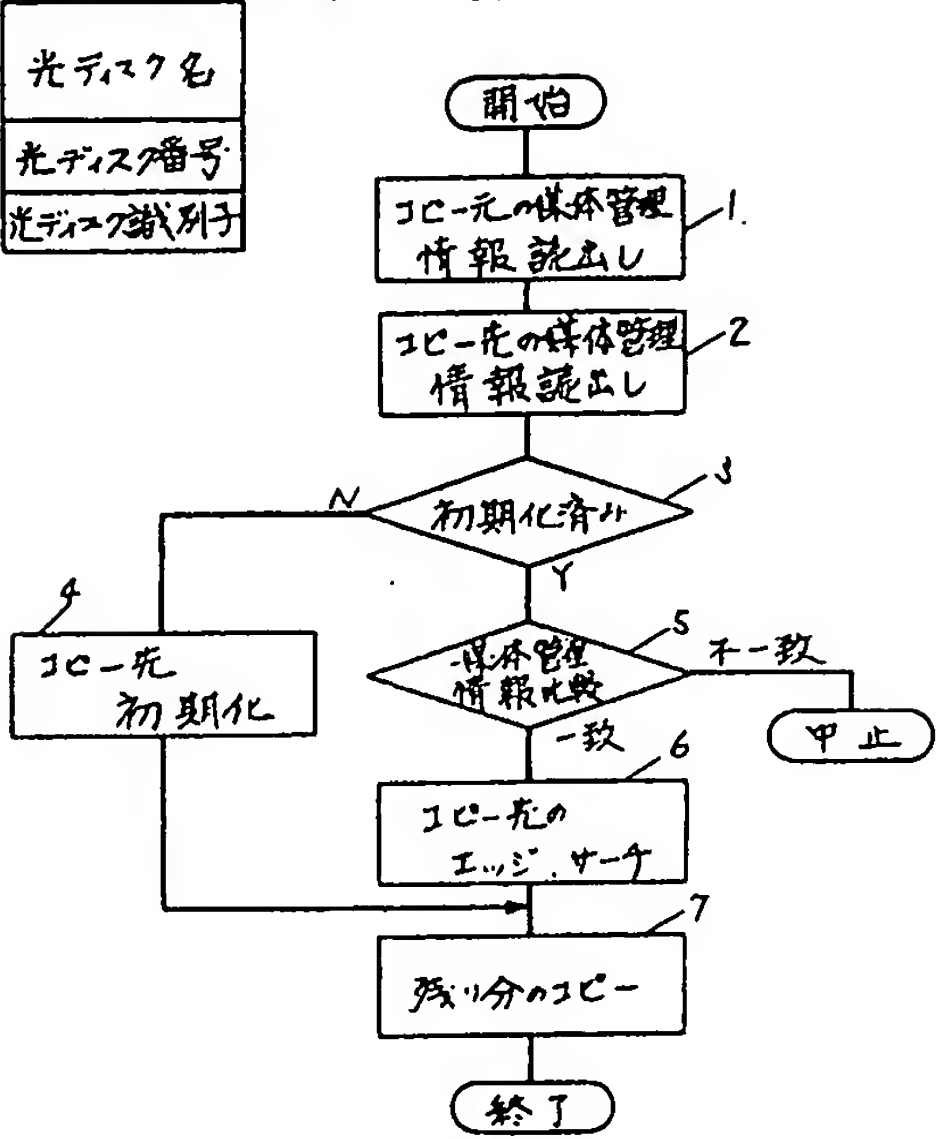 光ディスク名
光ディスク番号
光ディスク識別子
開始
コピー元の媒体管理
情報読出し
1
コピー先の媒体管理
情報読出し
2
初期化済み
3
N
Y
4
コピー先
初期化
媒体管理
情報比較
5
不一致
中止
一致
6
コピー先の
エッジ.サーチ
7
残り分のコピー
終了